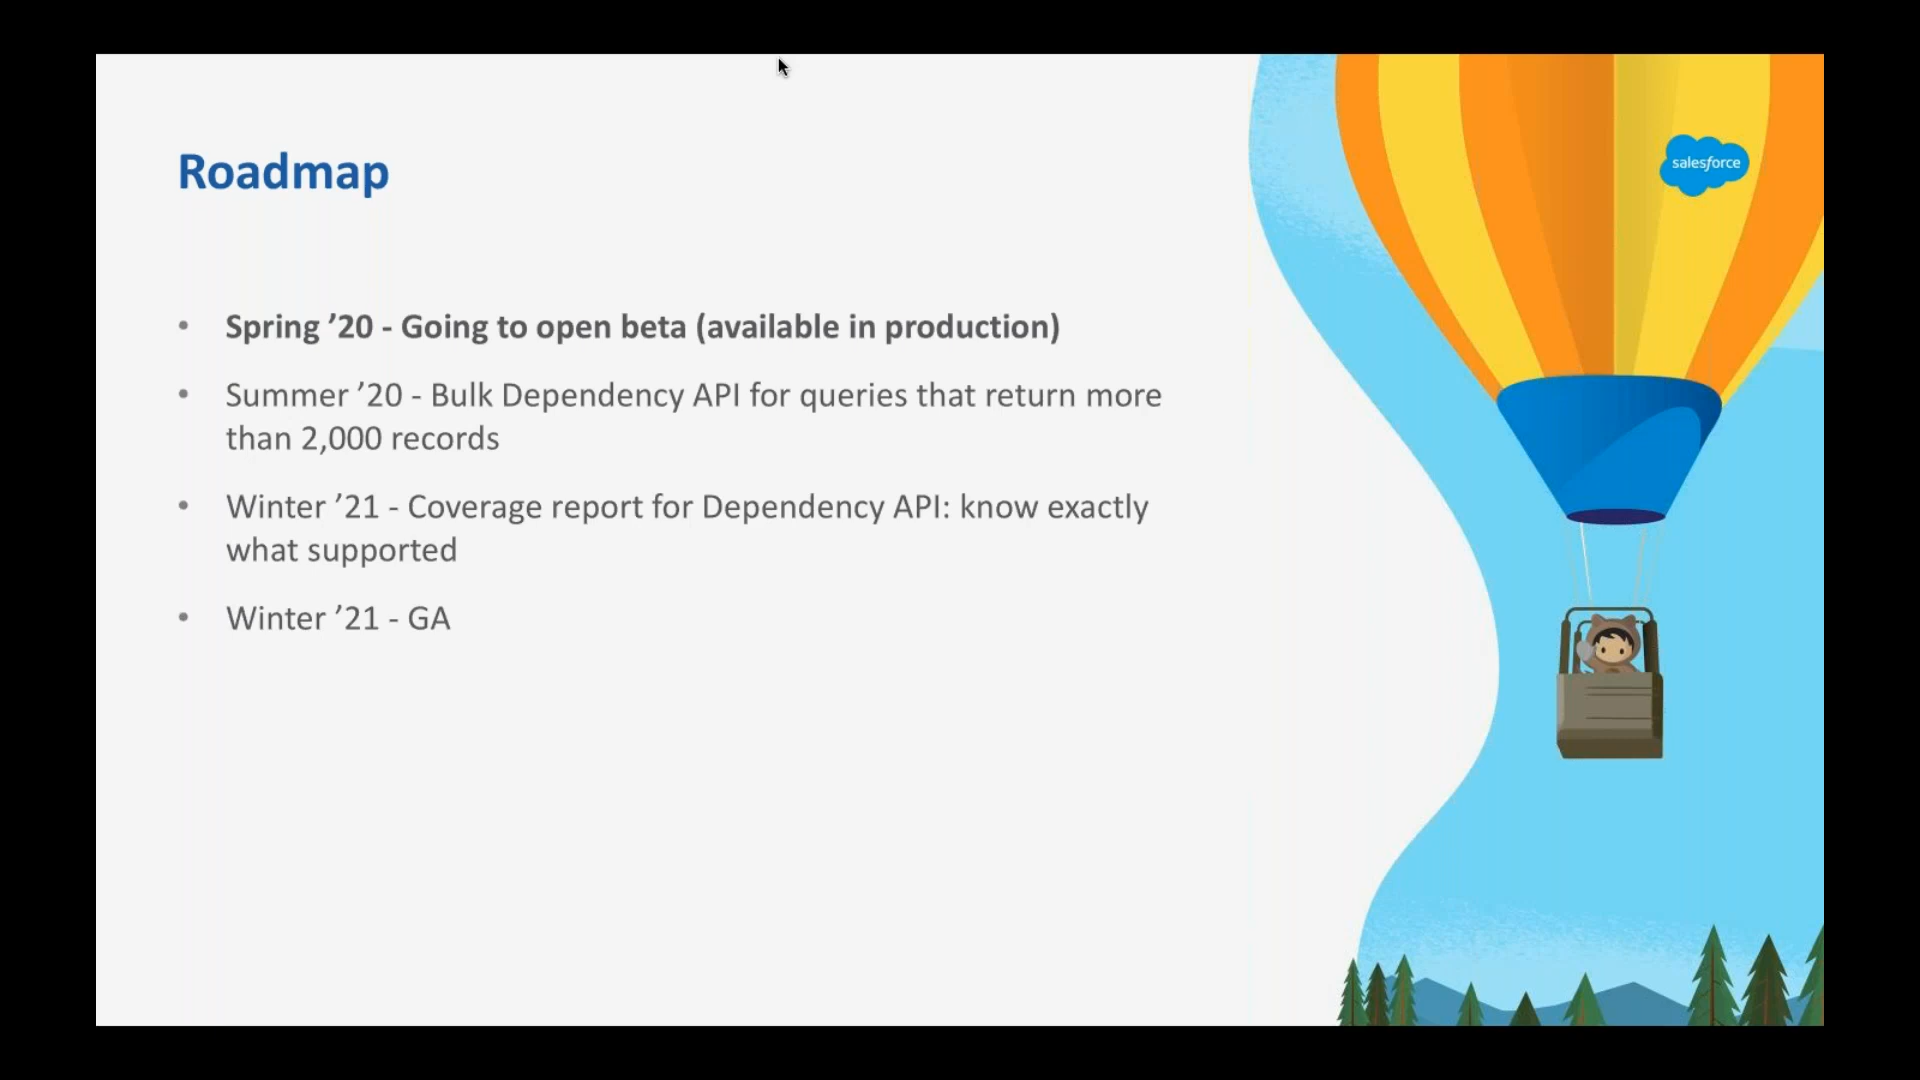 Roadmap
salesforce
• Spring ’20 - Going to open beta (available in production)
• Summer ’20 - Bulk Dependency API for queries that return more
than 2,000 records
• Winter ’21 - Coverage report for Dependency API: know exactly
what supported
• Winter ’21 - GA